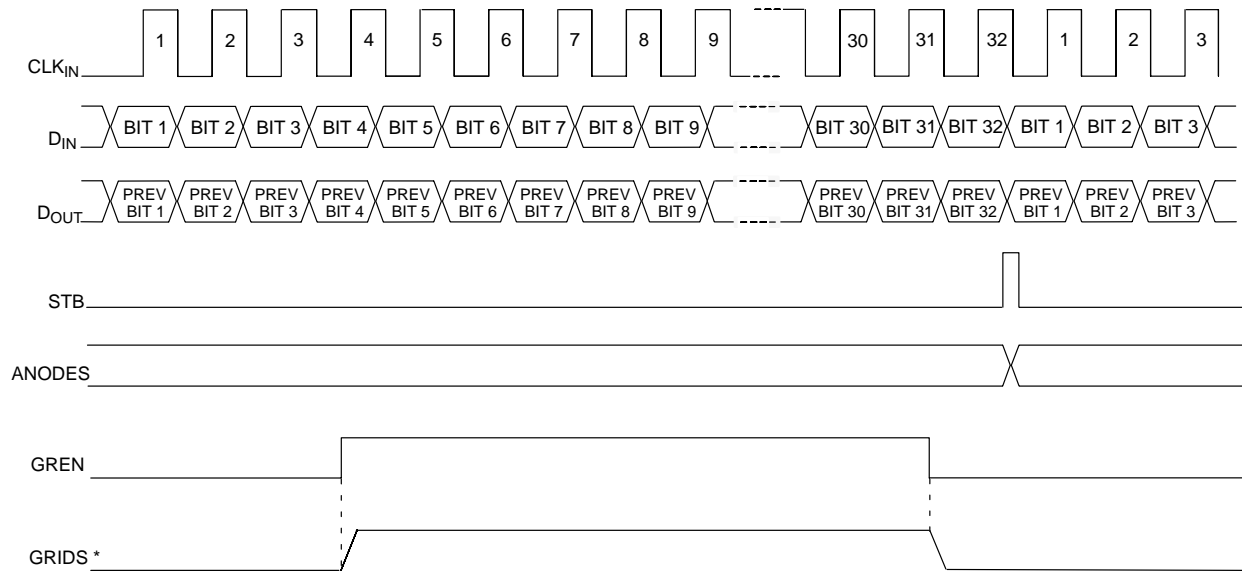 1 2 3 4 5 6 7 8 9 30 31 32 1 2 3
CLKIN
DIN BIT 1 BIT 2 BIT 3 BIT 4 BIT 5 BIT 6 BIT 7 BIT 8 BIT 9 BIT 30 BIT 31 BIT 32 BIT 1 BIT 2 BIT 3
PREV PREV PREV PREV PREV PREV PREV PREV PREV PREV PREV PREV PREV PREV PREV
DOUT BIT 1 BIT 2 BIT 3 BIT 4 BIT 5 BIT 6 BIT 7 BIT 8 BIT 9 BIT 30 BIT 31 BIT 32 BIT 1 BIT 2 BIT 3
STB
ANODES
GREN
GRIDS *